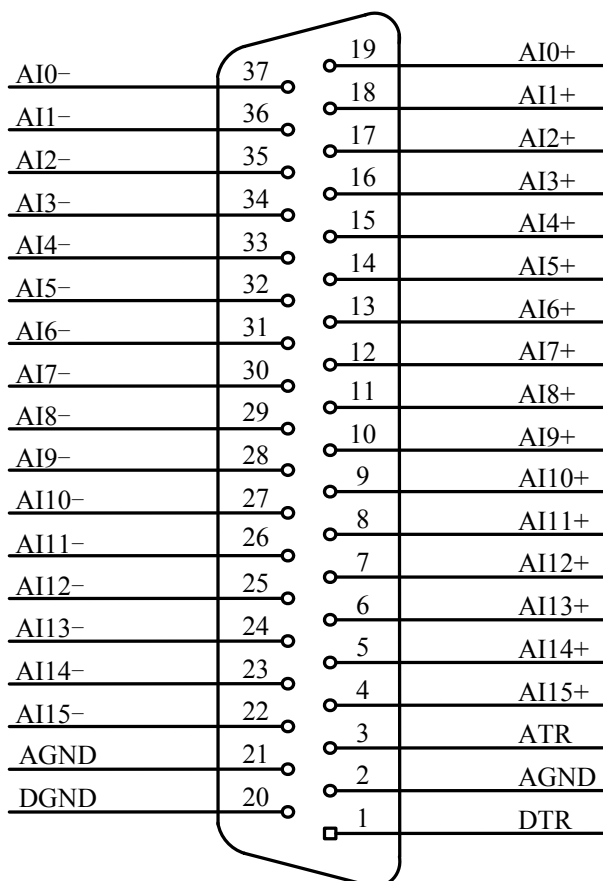 19 AI0+
AI0− 37
18 AI1+
AI1− 36
17 AI2+
AI2− 35
16 AI3+
AI3− 34
15 AI4+
AI4− 33
14 AI5+
AI5− 32
13 AI6+
AI6− 31
12 AI7+
AI7− 30
11 AI8+
AI8− 29
10 AI9+
AI9− 28
9 AI10+
AI10− 27
8 AI11+
AI11− 26
7 AI12+
AI12− 25
6 AI13+
AI13− 24
5 AI14+
AI14− 23
4 AI15+
AI15− 22
3 ATR
AGND 21
2 AGND
DGND 20
1 DTR